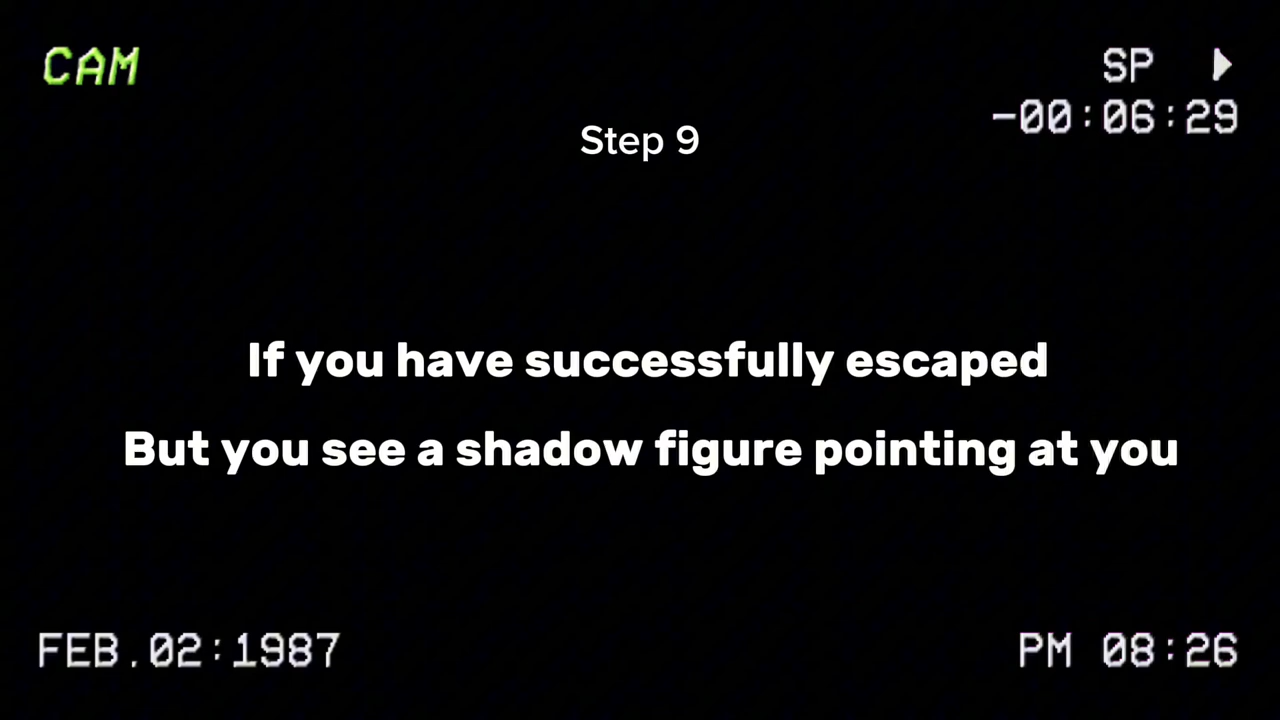 CAM
SP
-00:06:29
Step 9
If you have successfully escaped
But you see a shadow figure pointing at you
FEB.02:1987
PM 08:26